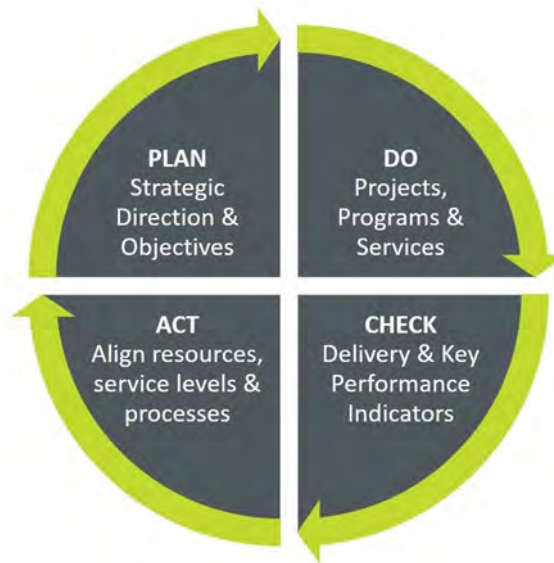 PLAN
Strategic
Direction &
Objectives
DO
Projects,
Programs &
Services
ACT
Align resources,
service levels &
processes
CHECK
Delivery & Key
Performance
Indicators